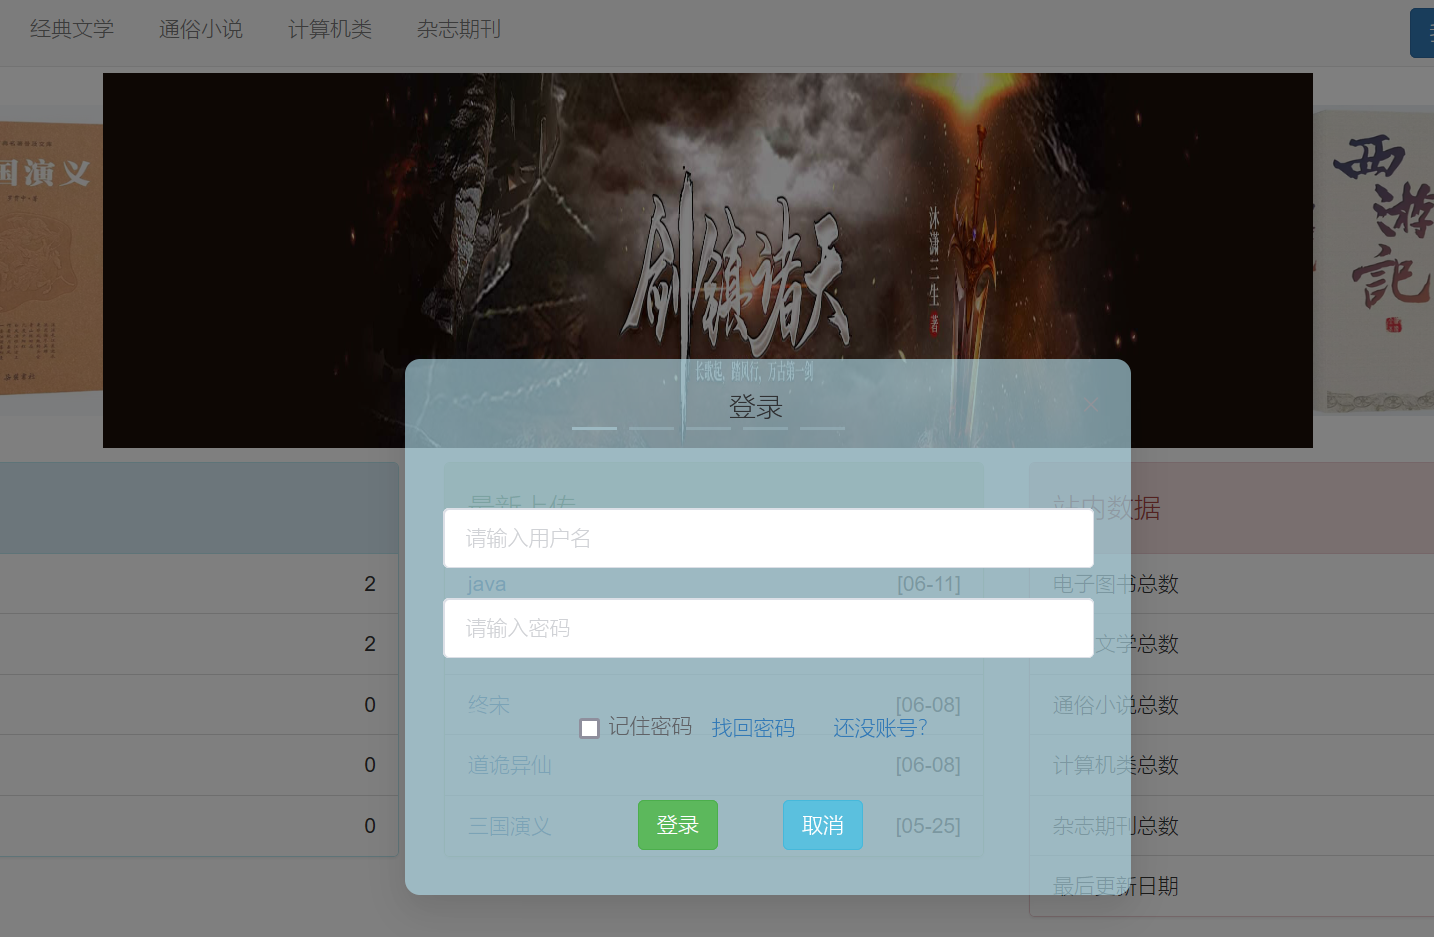 经典文学 通俗小说 计算机类 杂志期刊
国演义
西游记
剑镇诸天
沐潇三生 著
长歌起，踏风行，万古第一剑
登录
×
最新上传
站内数据
请输入用户名
2
java [06-11]
电子图书总数
2
请输入密码
文学总数
0
终宋 [06-08]
通俗小说总数
记住密码 找回密码 还没账号?
0
道诡异仙 [06-08]
计算机类总数
0
三国演义 [05-25]
登录 取消
杂志期刊总数
最后更新日期